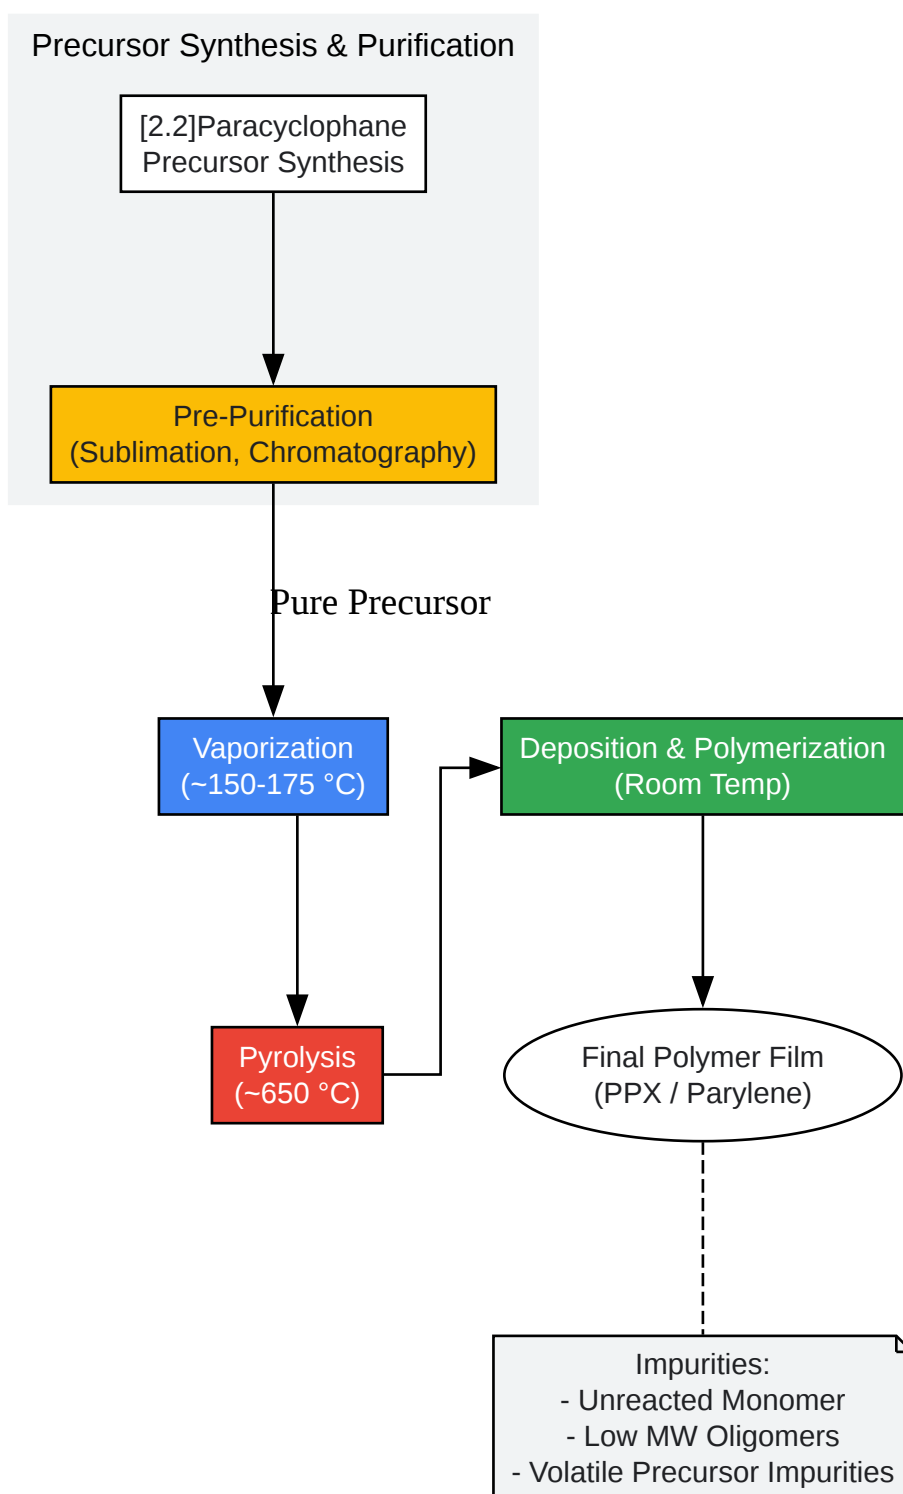 Precursor Synthesis & Purification
[2.2]Paracyclophane
Precursor Synthesis
Pre-Purification
(Sublimation, Chromatography)
Pure Precursor
Vaporization
(~150-175 °C)
Deposition & Polymerization
(Room Temp)
Pyrolysis
(~650 °C)
Final Polymer Film
(PPX / Parylene)
Impurities:
- Unreacted Monomer
- Low MW Oligomers
- Volatile Precursor Impurities